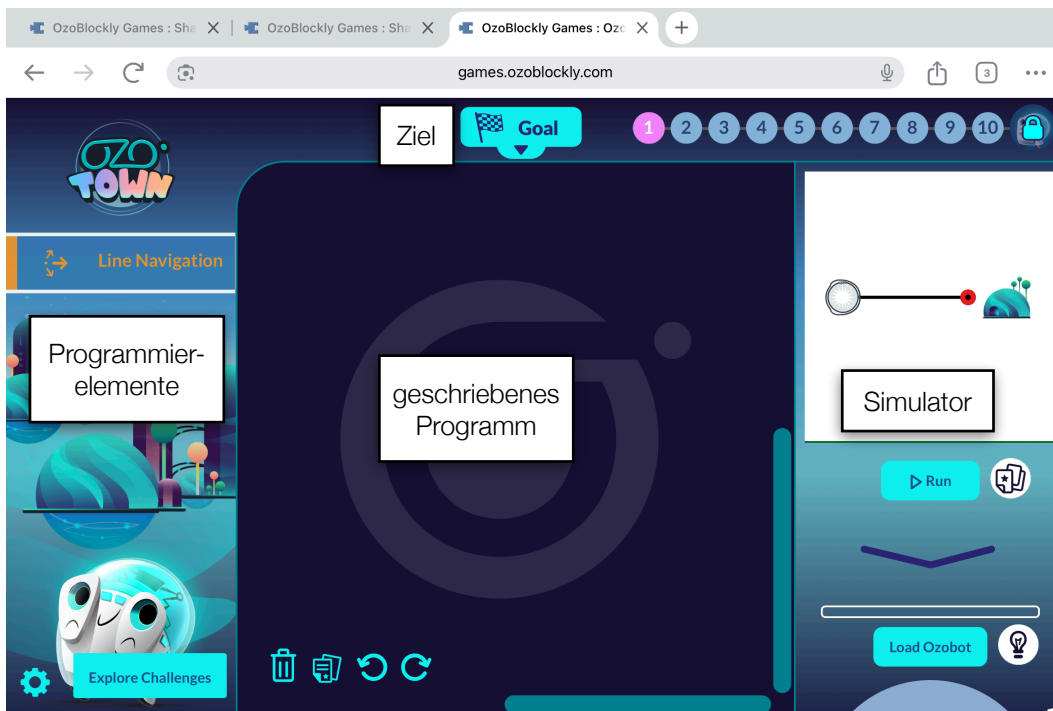 OzoBlockly Games : Sha
OzoBlockly Games : Sha
OzoBlockly Games : Ozo
games.ozoblockly.com
3
OZO
TOWN
Ziel
Goal
1 2 3 4 5 6 7 8 9 10
Line Navigation
Programmier-
elemente
geschriebenes
Programm
Simulator
Run
Load Ozobot
Explore Challenges